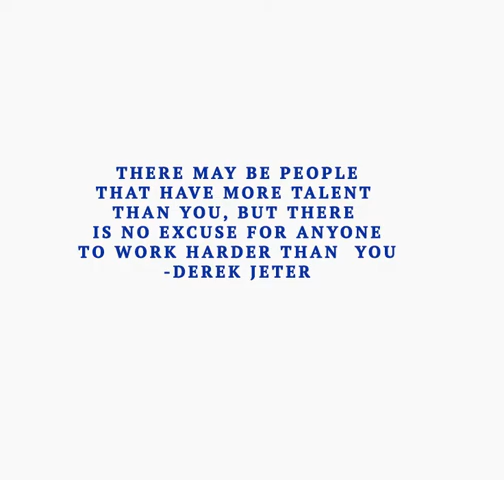 THERE MAY BE PEOPLE
THAT HAVE MORE TALENT
THAN YOU, BUT THERE
IS NO EXCUSE FOR ANYONE
TO WORK HARDER THAN  YOU
-DEREK JETER